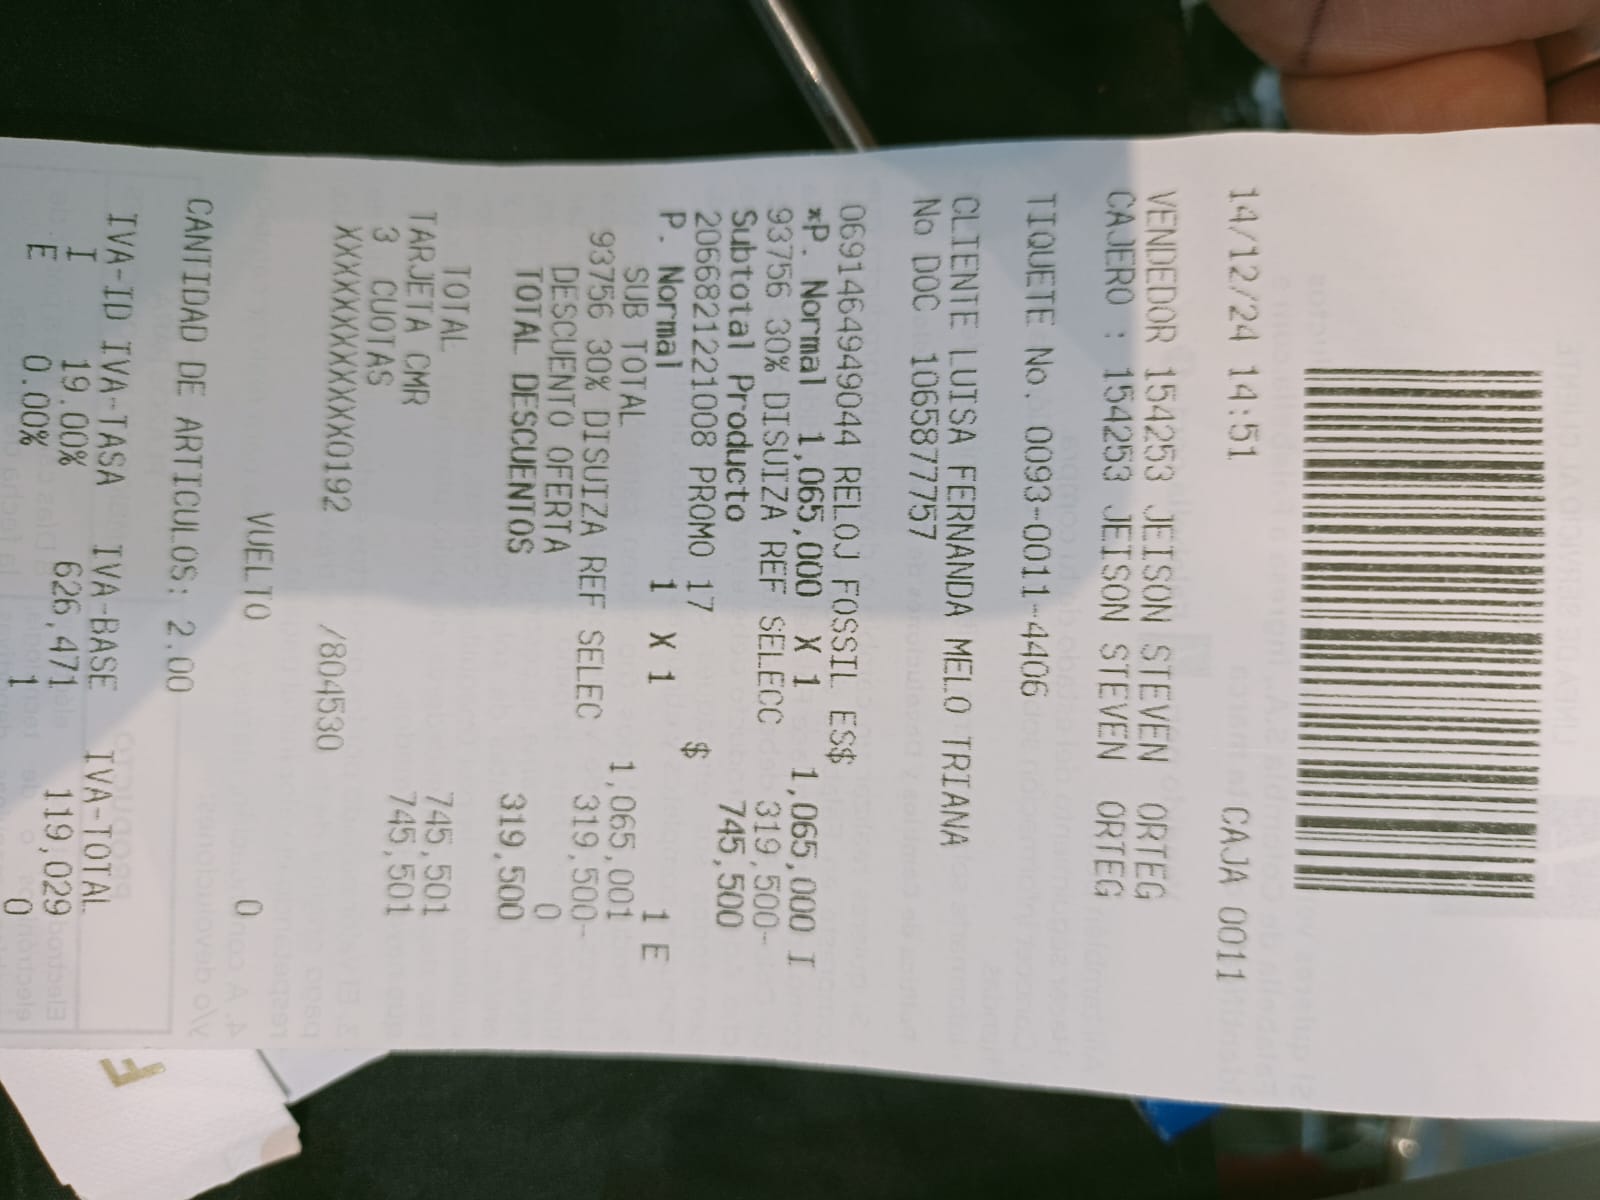 14/12/24 14:51 CAJA 0011
VENDEDOR 154253 JEISON STEVEN ORTEG
CAJERO : 154253 JEISON STEVEN ORTEG
TIQUETE No. 0093-0011-4406
CLIENTE LUISA FERNANDA MELO TRIANA
No DOC 1065877757
0691464949044 RELOJ FOSSIL ES$
*P. Normal 1,065,000 X 1 1,065,000 I
93756 30% DISUIZA REF SELECC 319,500-
Subtotal Producto 745,500
2066821221008 PROMO 17 $
P. Normal 1 X 1 1 E
SUB TOTAL 1,065,001
93756 30% DISUIZA REF SELEC 319,500-
DESCUENTO OFERTA 0
TOTAL DESCUENTOS 319,500
TOTAL 745,501
TARJETA CMR 745,501
3 CUOTAS
XXXXXXXXXXXX0192 /804530
VUELTO 0
CANTIDAD DE ARTICULOS: 2.00
IVA-ID IVA-TASA IVA-BASE IVA-TOTAL
I 19.00% 626,471 119,029
E 0.00% 1 0
F